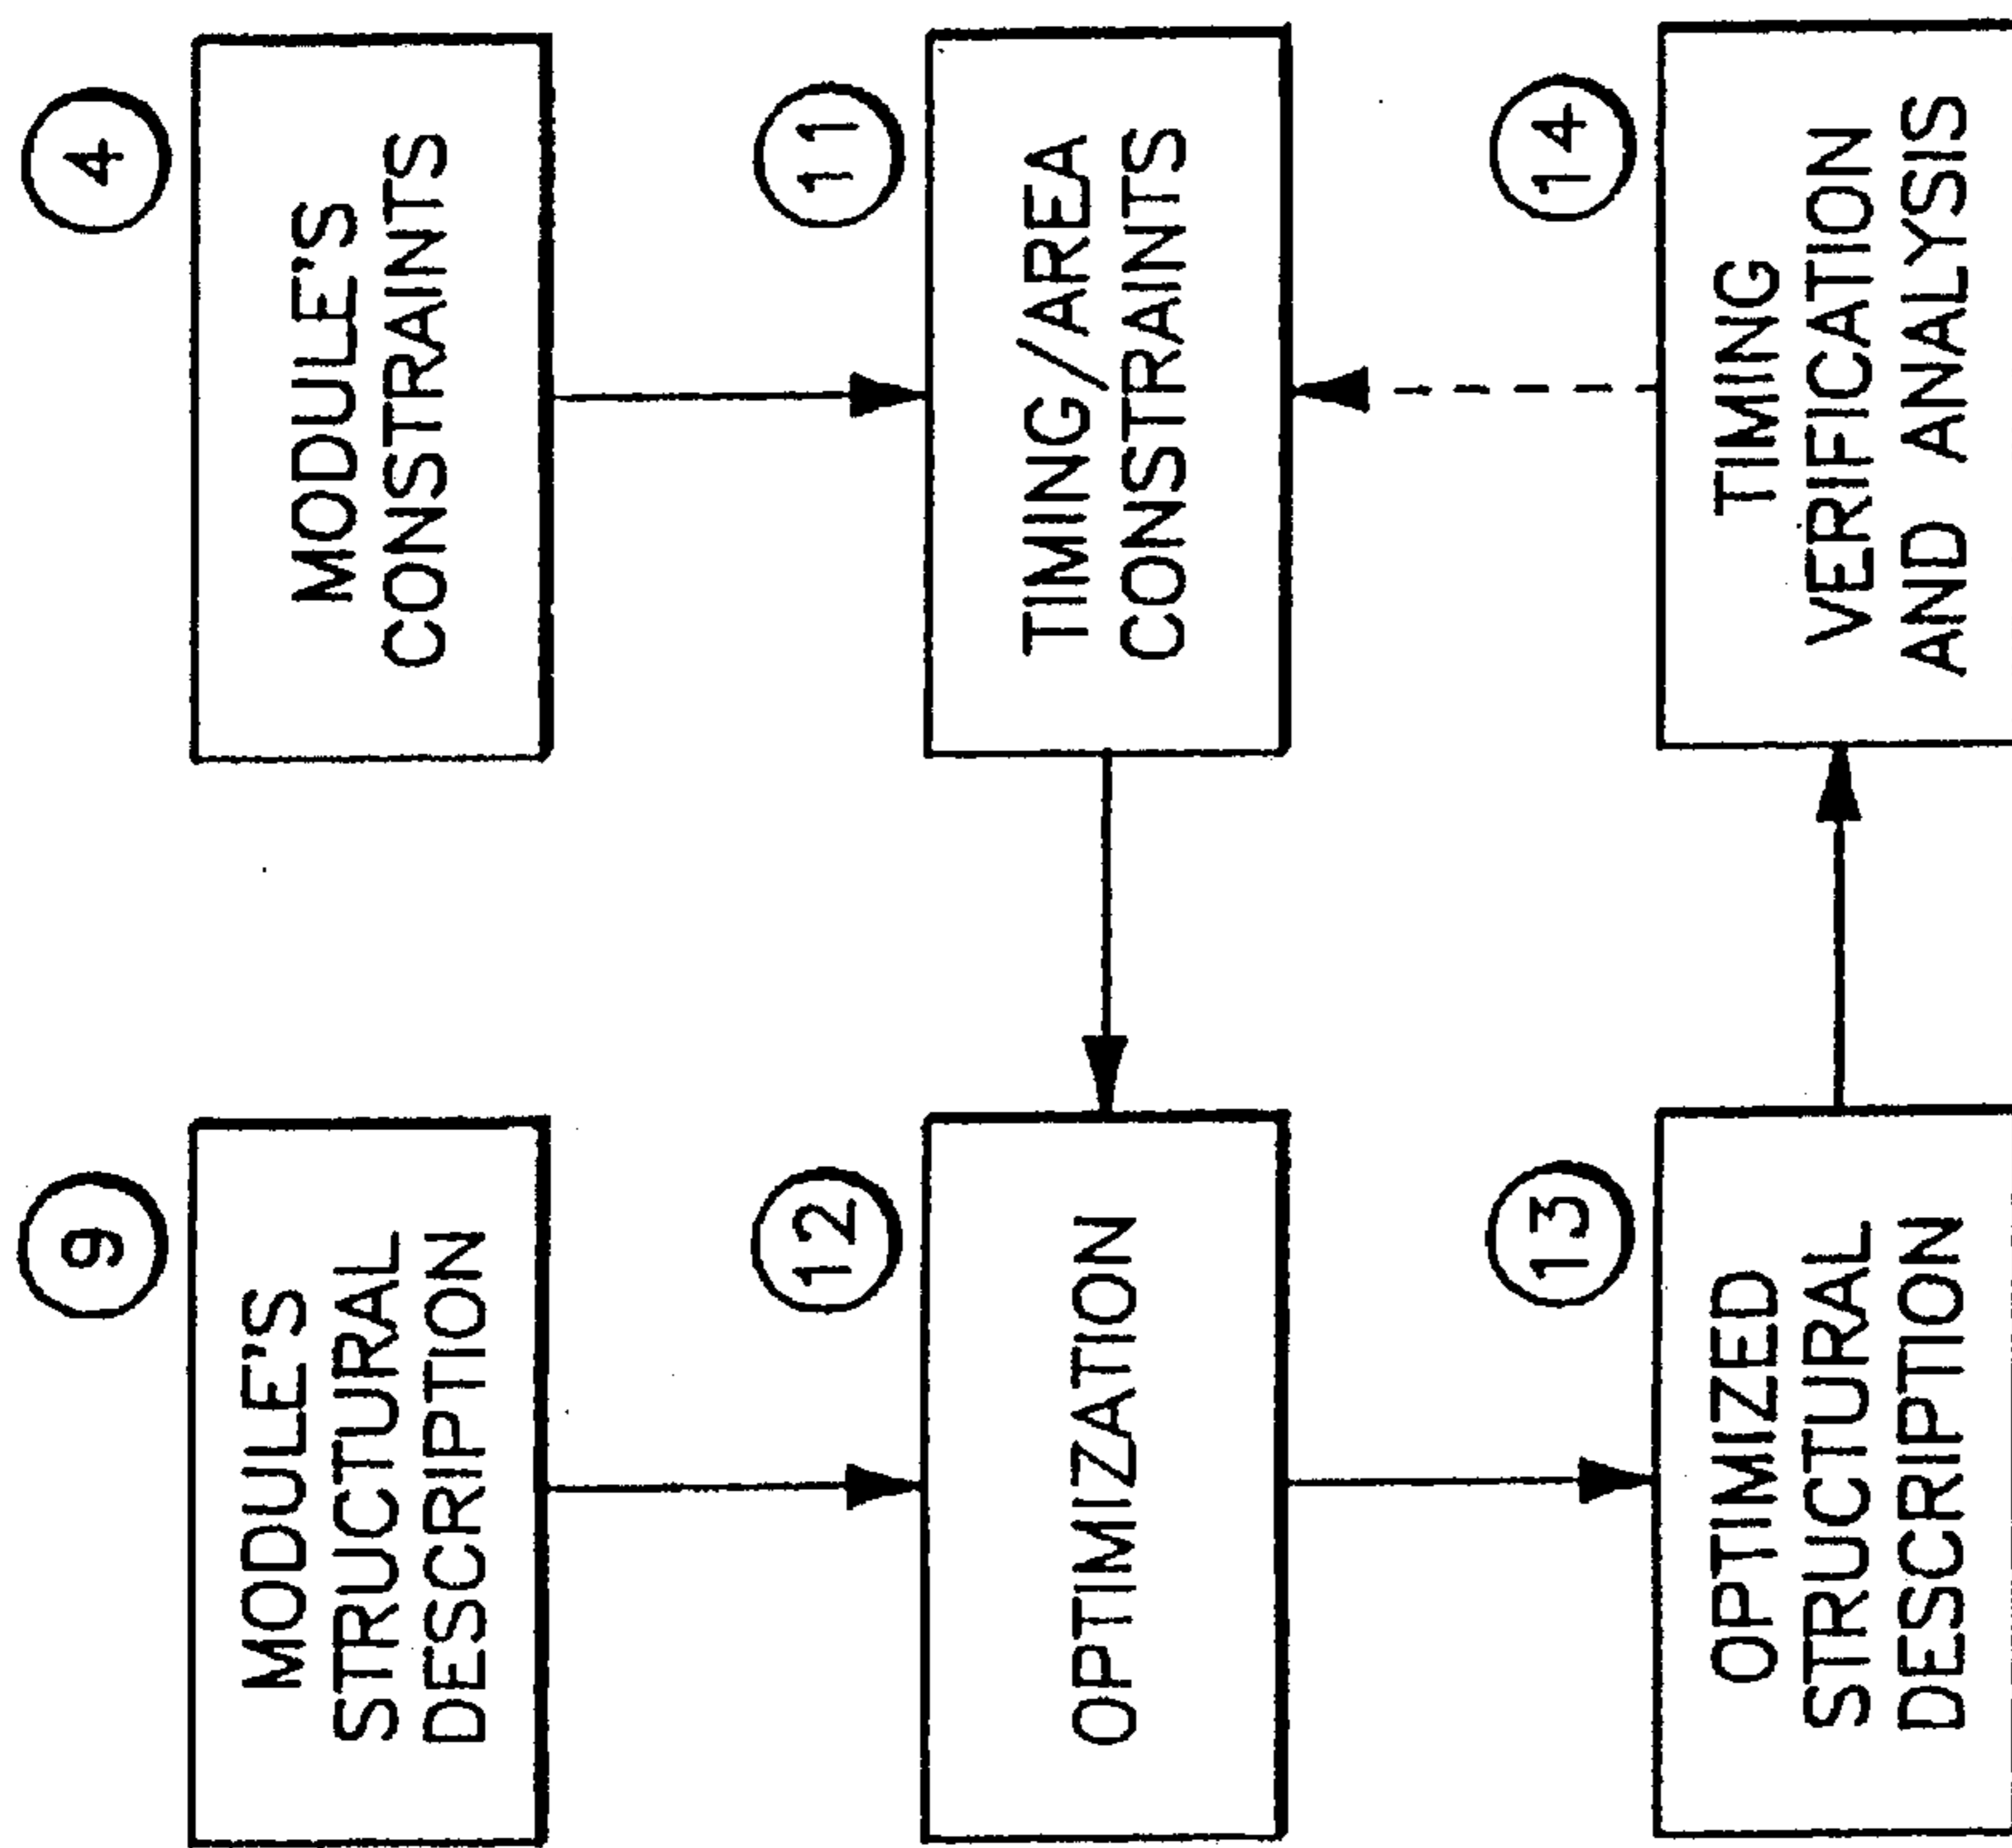 4
MODULE'S
CONSTRAINTS
11
TIMING/AREA
CONSTRAINTS
14
TIMING
VERIFICATION
AND ANALYSIS
9
MODULE'S
STRUCTURAL
DESCRIPTION
12
OPTIMIZATION
13
OPTIMIZED
STRUCTURAL
DESCRIPTION